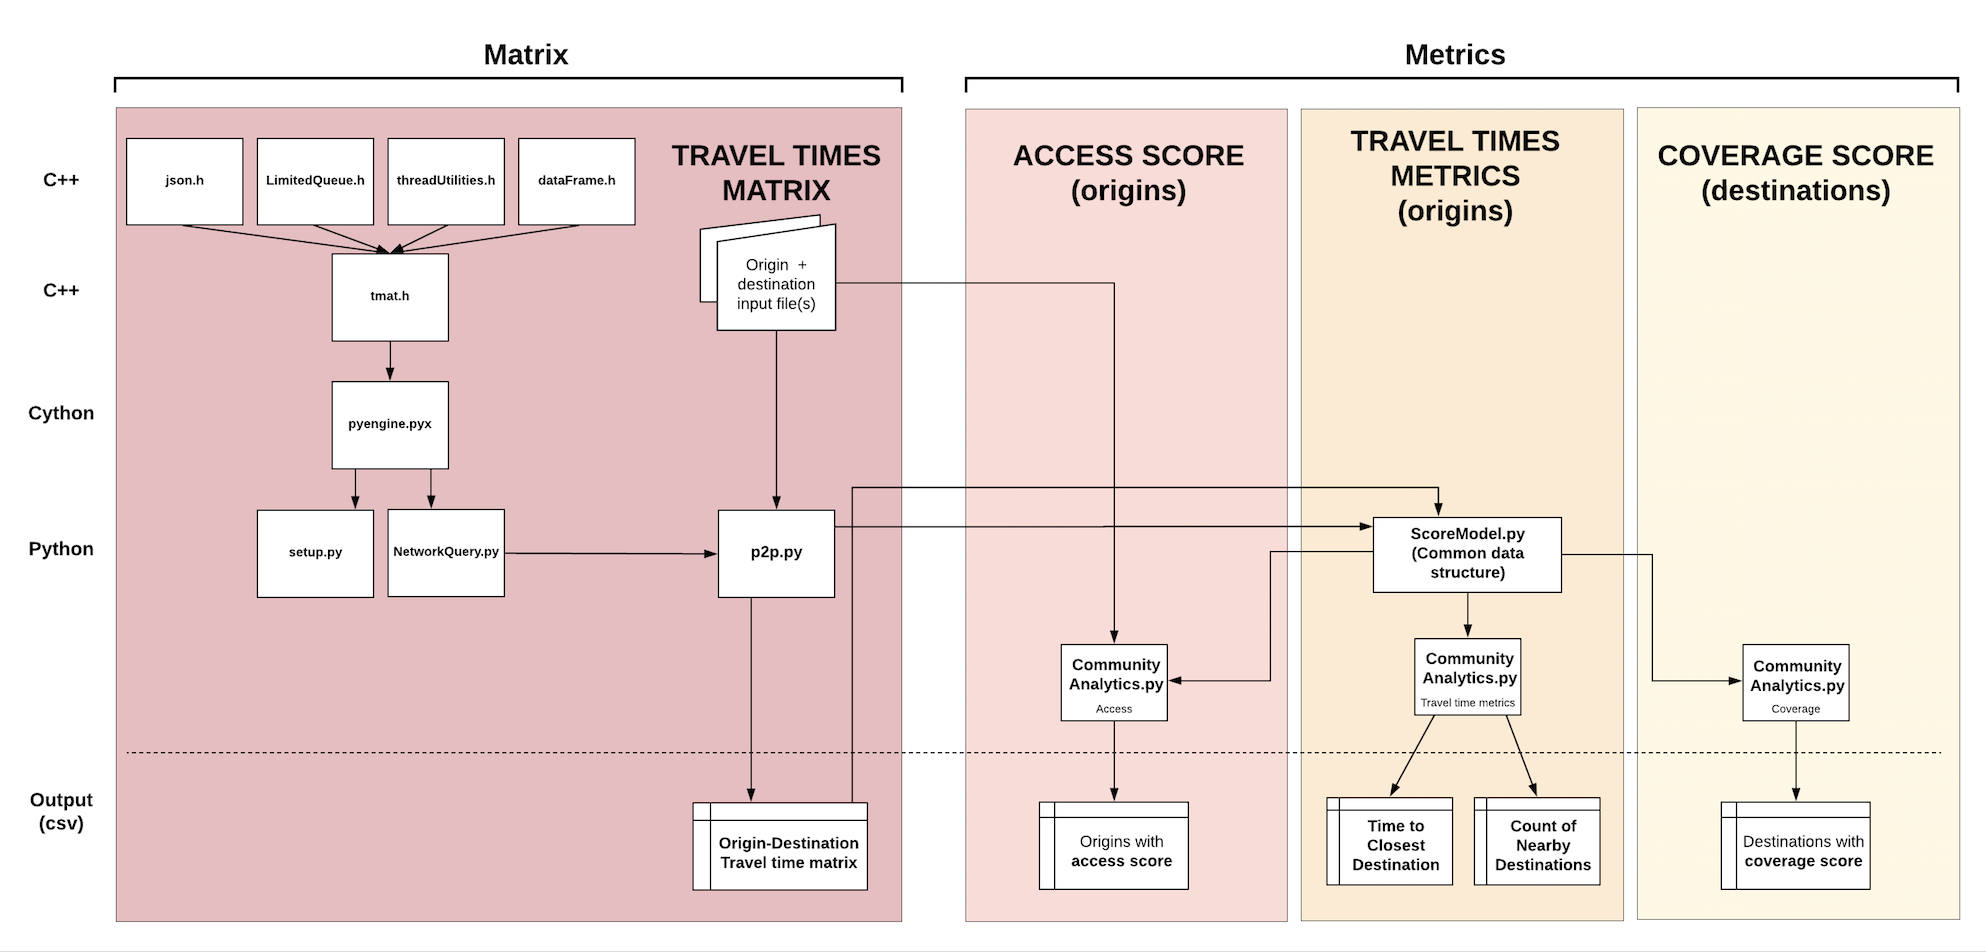 Matrix
Metrics
C++
json.h
LimitedQueue.h
threadUtilities.h
dataFrame.h
TRAVEL TIMES
MATRIX
ACCESS SCORE
(origins)
TRAVEL TIMES
METRICS
(origins)
COVERAGE SCORE
(destinations)
C++
tmat.h
Origin +
destination
input file(s)
Cython
pyengine.pyx
Python
setup.py
NetworkQuery.py
p2p.py
ScoreModel.py
(Common data
structure)
Community
Analytics.py
Access
Community
Analytics.py
Travel time metrics
Community
Analytics.py
Coverage
Output
(csv)
Origin-Destination
Travel time matrix
Origins with
access score
Time to
Closest
Destination
Count of
Nearby
Destinations
Destinations with
coverage score